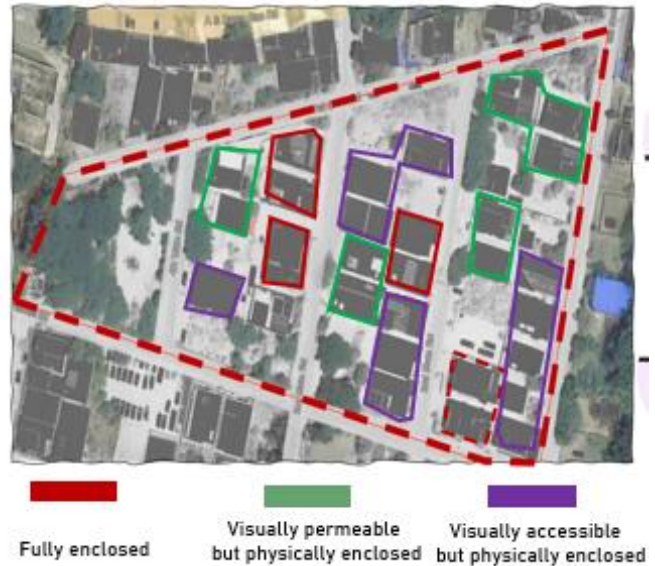 Fully enclosed
Visually permeable
but physically enclosed
Visually accessible
but physically enclosed